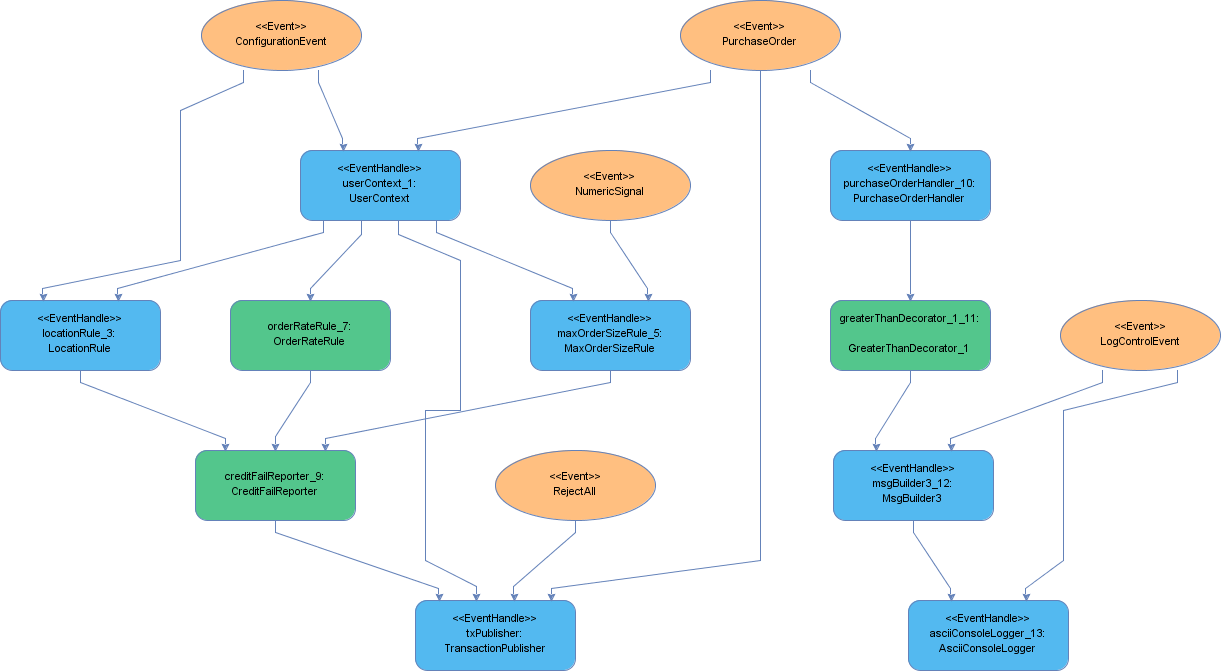 <<Event>>
ConfigurationEvent
<<Event>>
PurchaseOrder
<<EventHandle>>
userContext_1:
UserContext
<<Event>>
NumericSignal
<<EventHandle>>
purchaseOrderHandler_10:
PurchaseOrderHandler
<<EventHandle>>
locationRule_3:
LocationRule
orderRateRule_7:
OrderRateRule
<<EventHandle>>
maxOrderSizeRule_5:
MaxOrderSizeRule
greaterThanDecorator_1_11:
GreaterThanDecorator_1
<<Event>>
LogControlEvent
creditFailReporter_9:
CreditFailReporter
<<Event>>
RejectAll
<<EventHandle>>
msgBuilder3_12:
MsgBuilder3
<<EventHandle>>
txPublisher:
TransactionPublisher
<<EventHandle>>
asciiConsoleLogger_13:
AsciiConsoleLogger